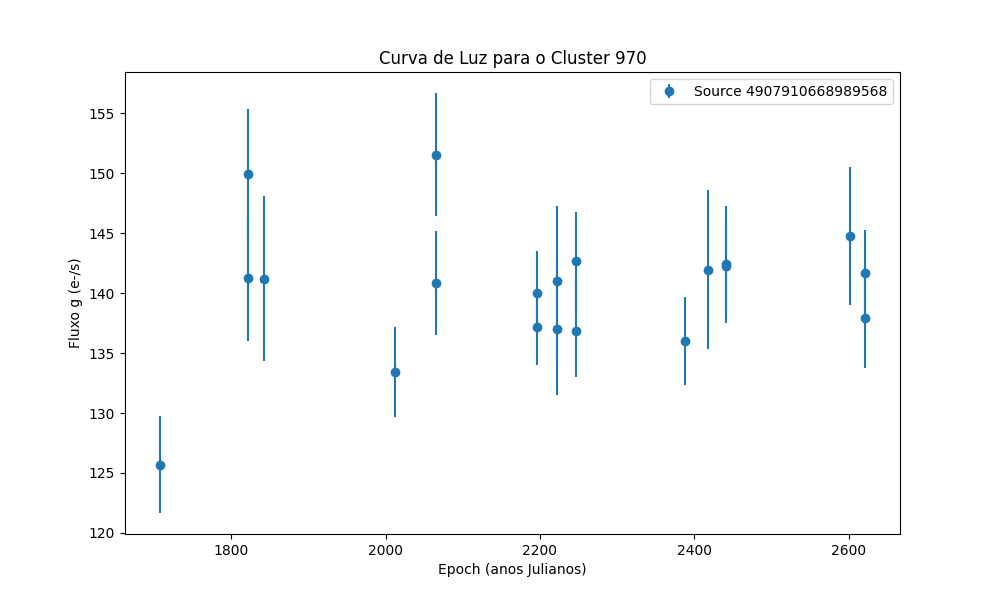 Curva de Luz para o Cluster 970
Source 4907910668989568
155
150
145
140
135
130
125
120
Fluxo g (e-/s)
1800 2000 2200 2400 2600
Epoch (anos Julianos)